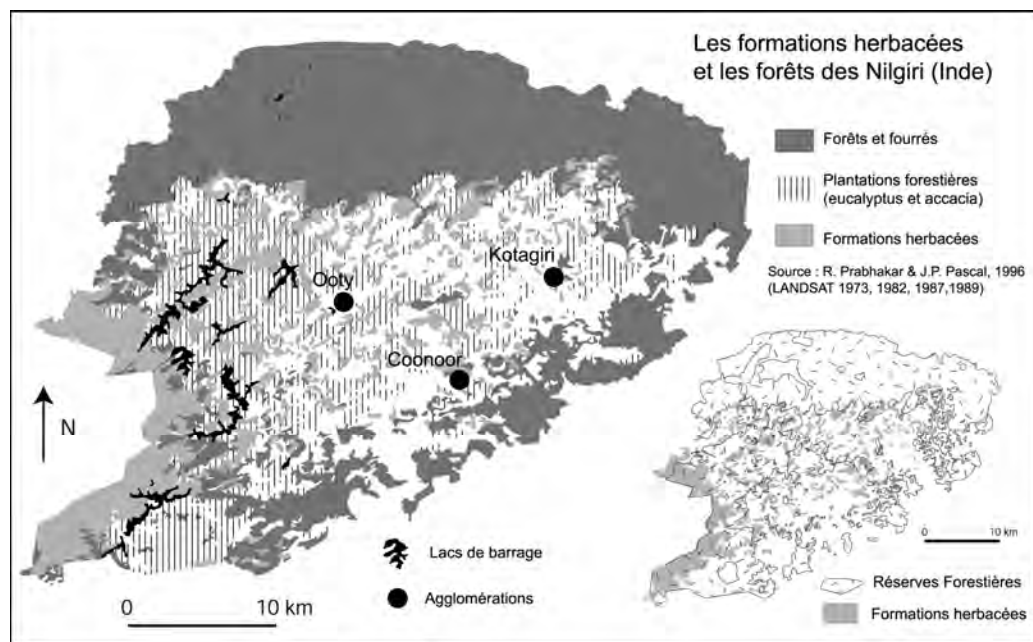 Les formations herbacées
et les forêts des Nilgiri (Inde)
Forêts et fourrés
Plantations forestières
(eucalyptus et accacia)
Formations herbacées
Source : R. Prabhakar & J.P. Pascal, 1996
(LANDSAT 1973, 1982, 1987,1989)
Kotagiri
Ooty
Coonoor
N
Lacs de barrage
Agglomérations
0 10 km
0 10 km
Réserves Forestières
Formations herbacées